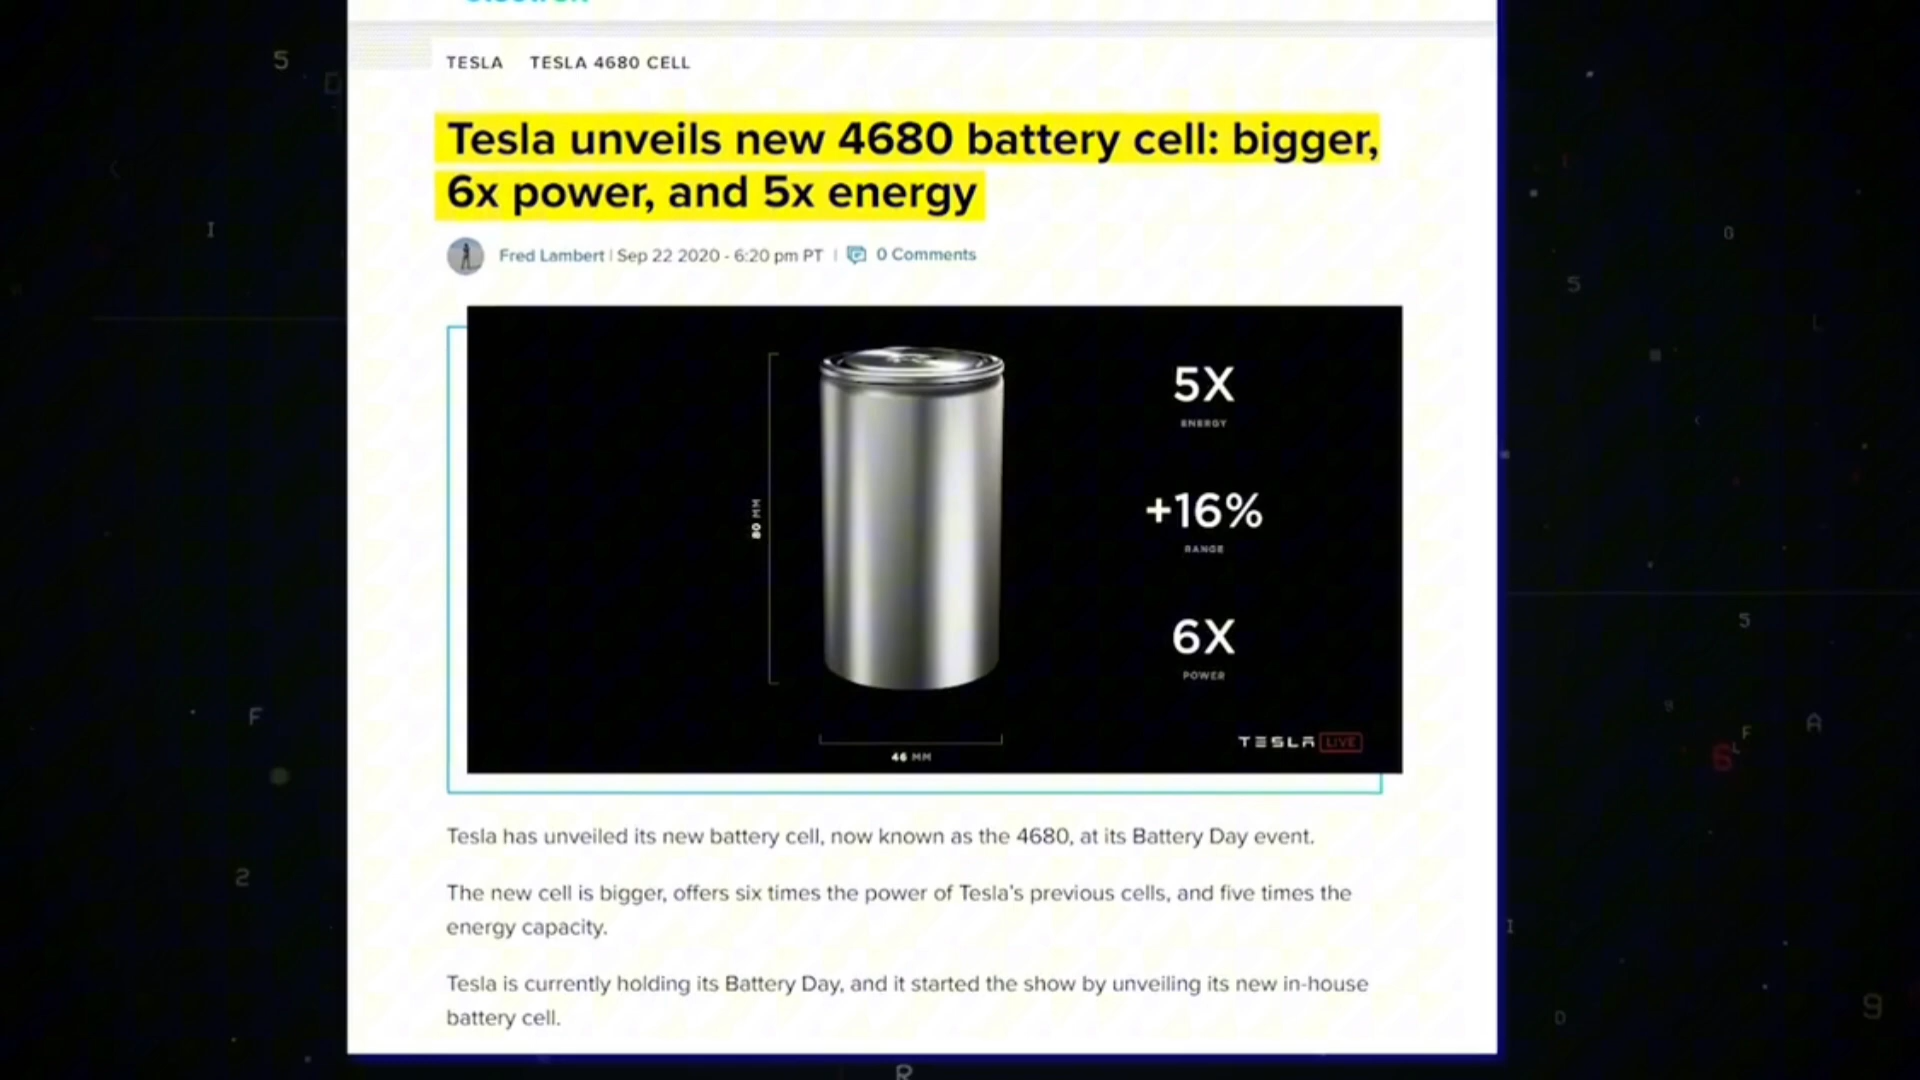 TESLA TESLA 4680 CELL
Tesla unveils new 4680 battery cell: bigger,
6x power, and 5x energy
Fred Lambert | Sep 22 2020 - 6:20 pm PT | 0 Comments
5X
ENERGY
+16%
RANGE
6X
POWER
80 MM
46 MM
TESLA LIVE
Tesla has unveiled its new battery cell, now known as the 4680, at its Battery Day event.
The new cell is bigger, offers six times the power of Tesla's previous cells, and five times the
energy capacity.
Tesla is currently holding its Battery Day, and it started the show by unveiling its new in-house
battery cell.